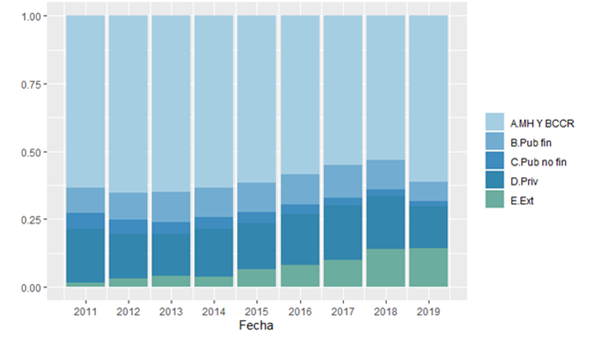 1.00
0.75
0.50
0.25
0.00
2011 2012 2013 2014 2015 2016 2017 2018 2019
Fecha
A.MH Y BCCR
B.Pub fin
C.Pub no fin
D.Priv
E.Ext